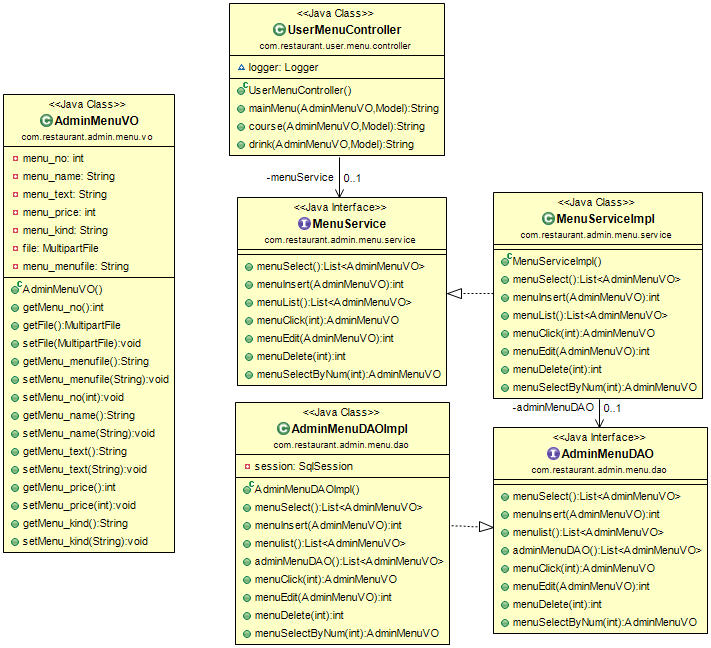 <<Java Class>>
UserMenuController
com.restaurant.user.menu.controller
logger: Logger
UserMenuController()
mainMenu(AdminMenuVO,Model):String
course(AdminMenuVO,Model):String
drink(AdminMenuVO,Model):String
<<Java Class>>
AdminMenuVO
com.restaurant.admin.menu.vo
menu_no: int
menu_name: String
menu_text: String
menu_price: int
menu_kind: String
file: MultipartFile
menu_menufile: String
AdminMenuVO()
getMenu_no():int
getFile():MultipartFile
setFile(MultipartFile):void
getMenu_menufile():String
setMenu_menufile(String):void
setMenu_no(int):void
getMenu_name():String
setMenu_name(String):void
getMenu_text():String
setMenu_text(String):void
getMenu_price():int
setMenu_price(int):void
getMenu_kind():String
setMenu_kind(String):void
-menuService 0..1
<<Java Interface>>
MenuService
com.restaurant.admin.menu.service
menuSelect():List<AdminMenuVO>
menuInsert(AdminMenuVO):int
menuList():List<AdminMenuVO>
menuClick(int):AdminMenuVO
menuEdit(AdminMenuVO):int
menuDelete(int):int
menuSelectByNum(int):AdminMenuVO
<<Java Class>>
MenuServiceImpl
com.restaurant.admin.menu.service
MenuServiceImpl()
menuSelect():List<AdminMenuVO>
menuInsert(AdminMenuVO):int
menuList():List<AdminMenuVO>
menuClick(int):AdminMenuVO
menuEdit(AdminMenuVO):int
menuDelete(int):int
menuSelectByNum(int):AdminMenuVO
-adminMenuDAO 0..1
<<Java Class>>
AdminMenuDAOImpl
com.restaurant.admin.menu.dao
session: SqlSession
AdminMenuDAOImpl()
menuSelect():List<AdminMenuVO>
menuInsert(AdminMenuVO):int
menulist():List<AdminMenuVO>
adminMenuDAO():List<AdminMenuVO>
menuClick(int):AdminMenuVO
menuEdit(AdminMenuVO):int
menuDelete(int):int
menuSelectByNum(int):AdminMenuVO
<<Java Interface>>
AdminMenuDAO
com.restaurant.admin.menu.dao
menuSelect():List<AdminMenuVO>
menuInsert(AdminMenuVO):int
menulist():List<AdminMenuVO>
adminMenuDAO():List<AdminMenuVO>
menuClick(int):AdminMenuVO
menuEdit(AdminMenuVO):int
menuDelete(int):int
menuSelectByNum(int):AdminMenuVO